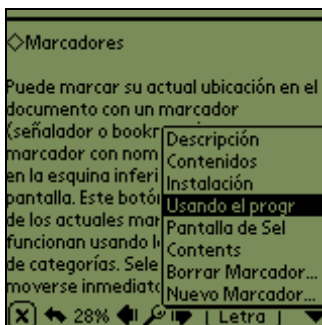 ◇Marcadores
Puede marcar su actual ubicación en el
documento con un marcador
(señalador o bookr
marcador con nom
en la esquina inferi
pantalla. Este botó
de los actuales mar
funcionan usando l
de categorías. Sele
moverse inmediat
Descripción
Contenidos
Instalación
Usando el progr
Pantalla de Sel
Contents
Borrar Marcador...
Nuevo Marcador...
28%
Letra